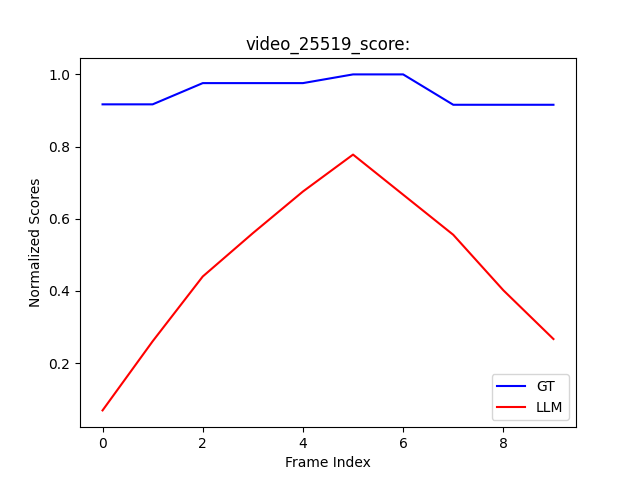 video_25519_score:
Normalized Scores
1.0
0.8
0.6
0.4
0.2
0 2 4 6 8
Frame Index
GT
LLM